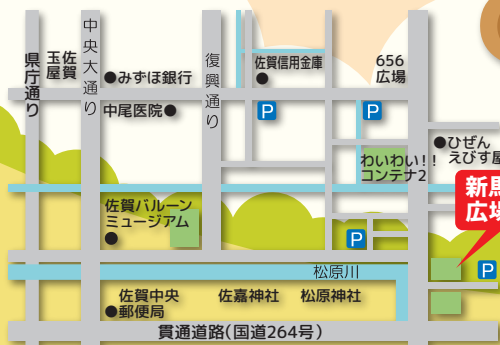 県庁通り
佐賀
玉屋
中央大通り
●みずほ銀行
中尾医院●
復興通り
佐賀信用金庫
●
656
広場
P
P
●ひぜん
えびす屋
わいわい!!
コンテナ2
新馬
広場
佐賀バルーン
ミュージアム
●
P
P
松原川
佐賀中央
●郵便局
佐嘉神社
松原神社
貫通道路(国道264号)